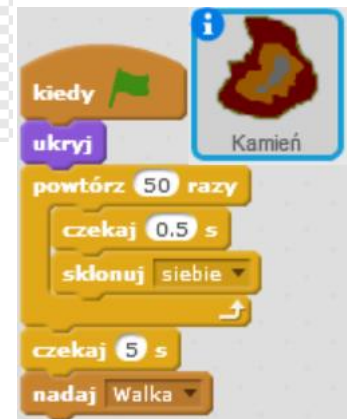 i
Kamień
kiedy
ukryj
powtórz 50 razy
czekaj 0.5 s
sklonuj siebie
czekaj 5 s
nadaj Walka